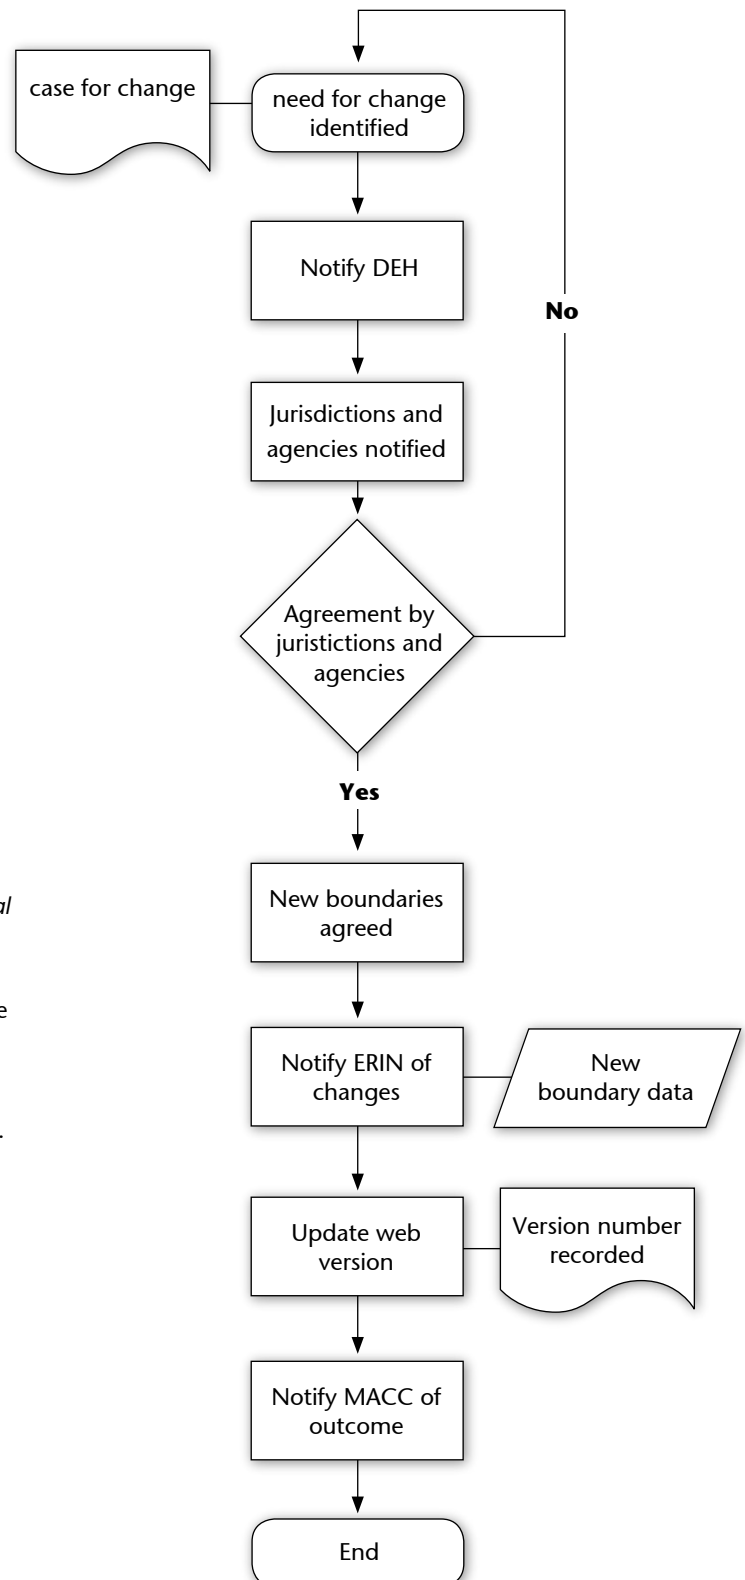 case for change
need for change
identified
Notify DEH
No
Jurisdictions and
agencies notified
Agreement by
juristictions and
agencies
Yes
New boundaries
agreed
al
e
.
Notify ERIN of
changes
New
boundary data
Update web
version
Version number
recorded
Notify MACC of
outcome
End